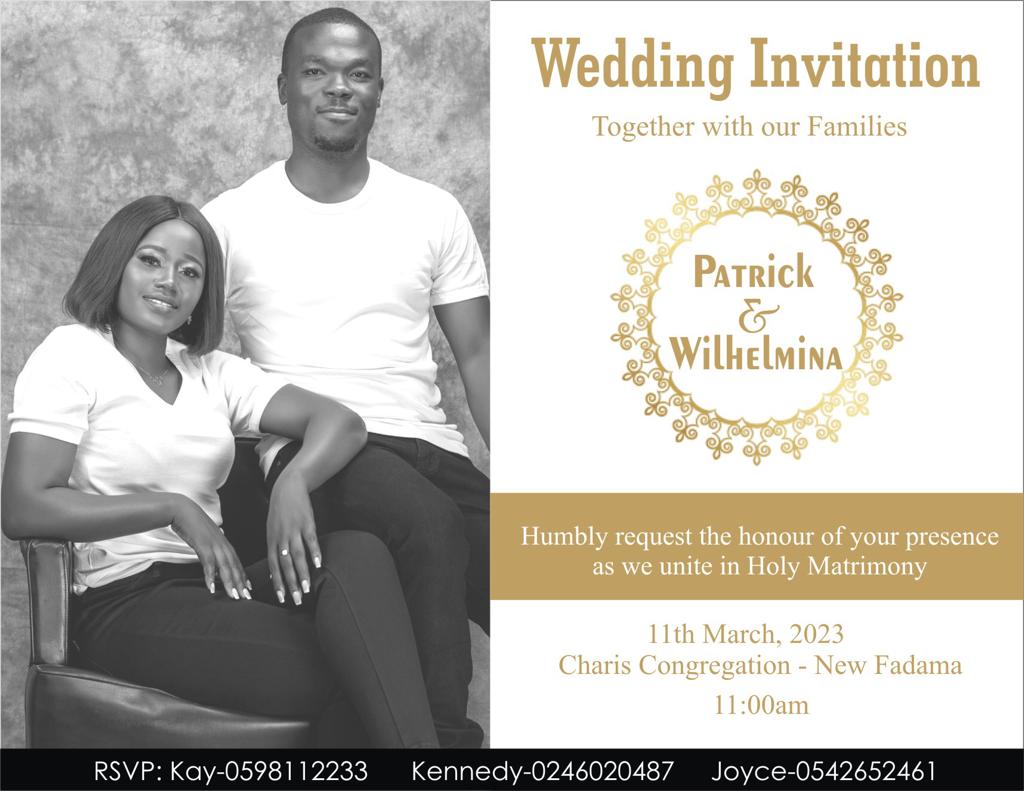 Wedding Invitation
Together with our Families
Patrick
&
Wilhelmina
Humbly request the honour of your presence
as we unite in Holy Matrimony
11th March, 2023
Charis Congregation - New Fadama
11:00am
RSVP: Kay-0598112233 Kennedy-0246020487 Joyce-0542652461